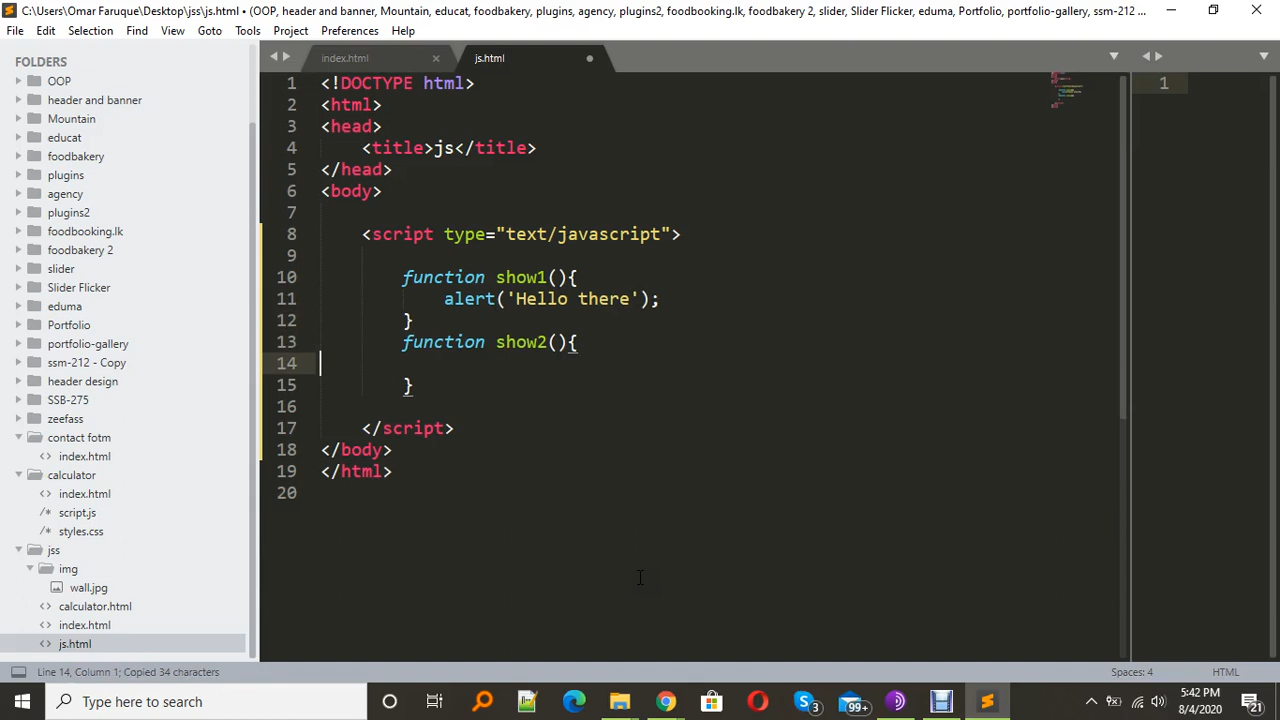 C:\Users\Omar Faruque\Desktop\jss\js.html • (OOP, header and banner, Mountain, educat, foodbakery, plugins, agency, plugins2, foodbooking.lk, foodbakery 2, slider, Slider Flicker, eduma, Portfolio, portfolio-gallery, ssm-212 ...
File Edit Selection Find View Goto Tools Project Preferences Help
FOLDERS
OOP
header and banner
Mountain
educat
foodbakery
plugins
agency
plugins2
foodbooking.lk
foodbakery 2
slider
Slider Flicker
eduma
Portfolio
portfolio-gallery
ssm-212 - Copy
header design
SSB-275
zeefass
contact fotm
index.html
calculator
index.html
script.js
styles.css
jss
img
wall.jpg
calculator.html
index.html
js.html
index.html
js.html
1 <!DOCTYPE html>
2 <html>
3 <head>
4 <title>js</title>
5 </head>
6 <body>
7
8 <script type="text/javascript">
9
10 function show1(){
11 alert('Hello there');
12 }
13 function show2(){
14
15 }
16
17 </script>
18 </body>
19 </html>
20
1
Line 14, Column 1; Copied 34 characters
Spaces: 4
HTML
Type here to search
3
99+
5:42 PM
8/4/2020
21